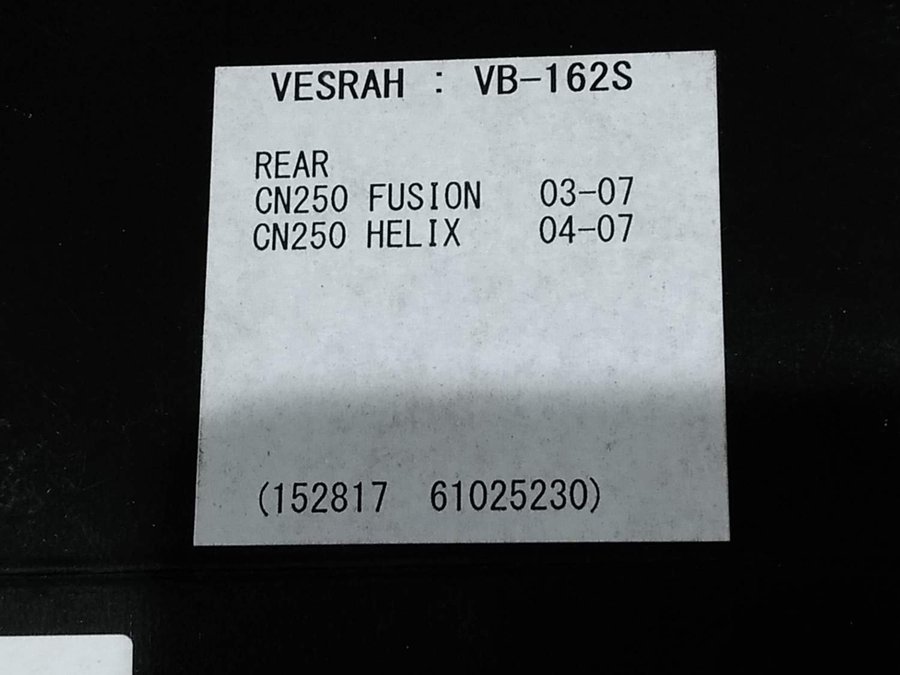 VESRAH : VB-162S
REAR
CN250 FUSION 03-07
CN250 HELIX 04-07
(152817 61025230)